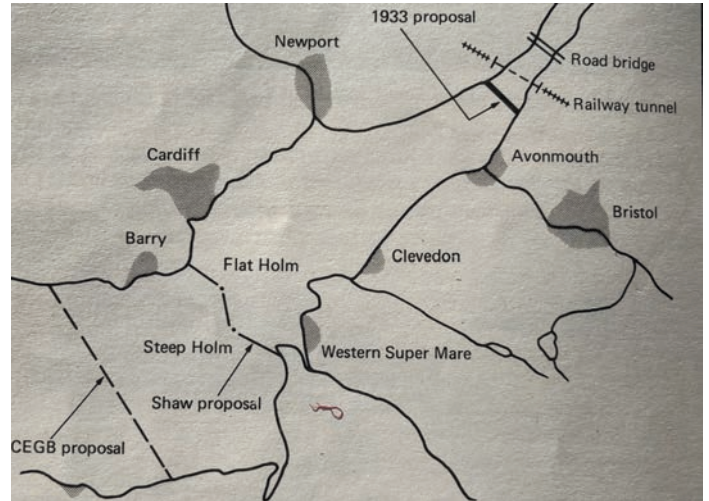 1933 proposal
Newport
Road bridge
Railway tunnel
Cardiff
Avonmouth
Bristol
Barry
Flat Holm
Clevedon
Steep Holm
Western Super Mare
Shaw proposal
CEGB proposal